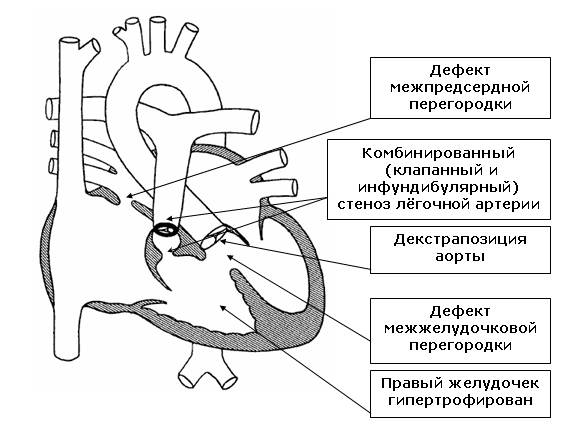 Дефект
межпредсердной
перегородки
Комбинированный
(клапанный и
инфундибулярный)
стеноз лёгочной артерии
Декстрапозиция
аорты
Дефект
межжелудочковой
перегородки
Правый желудочек
гипертрофирован